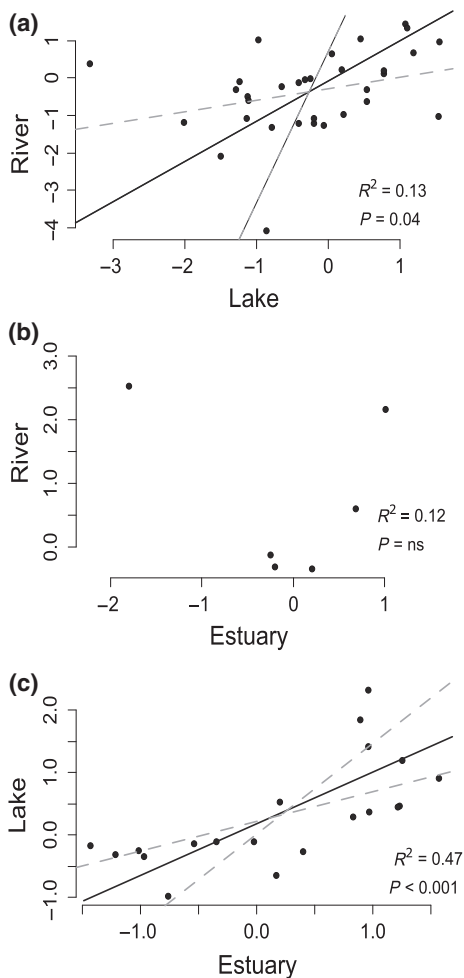 (a)
1
0
River
−1
−2
−3
−4
R² = 0.13
P = 0.04
−3 −2 −1 0 1
Lake
(b)
3.0
River
1.0
0.0
R² = 0.12
P = ns
−2 −1 0 1
Estuary
(c)
2.0
Lake
1.0
0.0
−1.0
R² = 0.47
P < 0.001
−1.0 0.0 1.0
Estuary